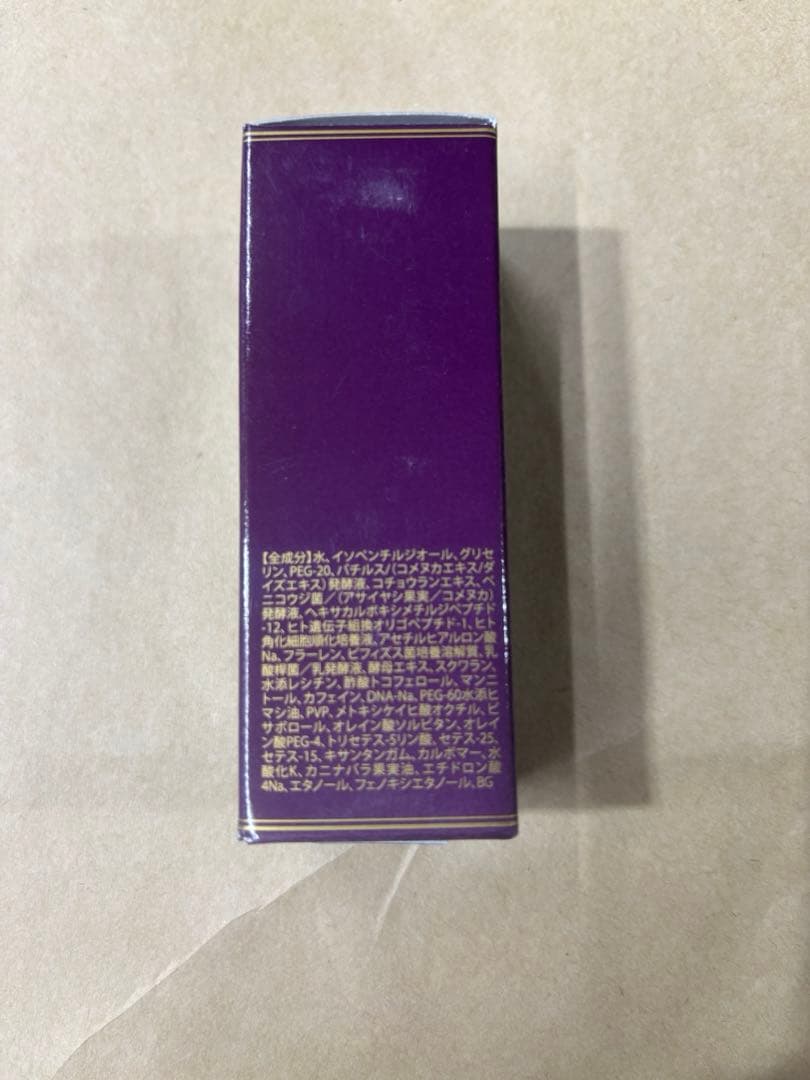 【全成分】水、イソペンチルジオール、グリセ
リン、PEG-20、バチルス/(コメヌカエキス/ダ
イズエキス)発酵液、コチョウランエキス、ベ
ニコウジ菌／(アサイヤシ果実／コメヌカ)
発酵液、ヘキサカルボキシメチルジペプチド
-12、ヒト遺伝子組換オリゴペプチド-1、ヒト
角化細胞順化培養液、アセチルヒアルロン酸
Na、フラーレン、ビフィズス菌培養溶解質、乳
酸桿菌／乳発酵液、酵母エキス、スクワラン、
水添レシチン、酢酸トコフェロール、マンニ
トール、カフェイン、DNA-Na、PEG-60水添ヒ
マシ油、PVP、メトキシケイヒ酸オクチル、ビ
サボロール、オレイン酸ソルビタン、オレイ
ン酸PEG-4、トリセテス-5リン酸、セテス-25、
セテス-15、キサンタンガム、カルボマー、水
酸化K、カニナバラ果実油、エチドロン酸
4Na、エタノール、フェノキシエタノール、BG